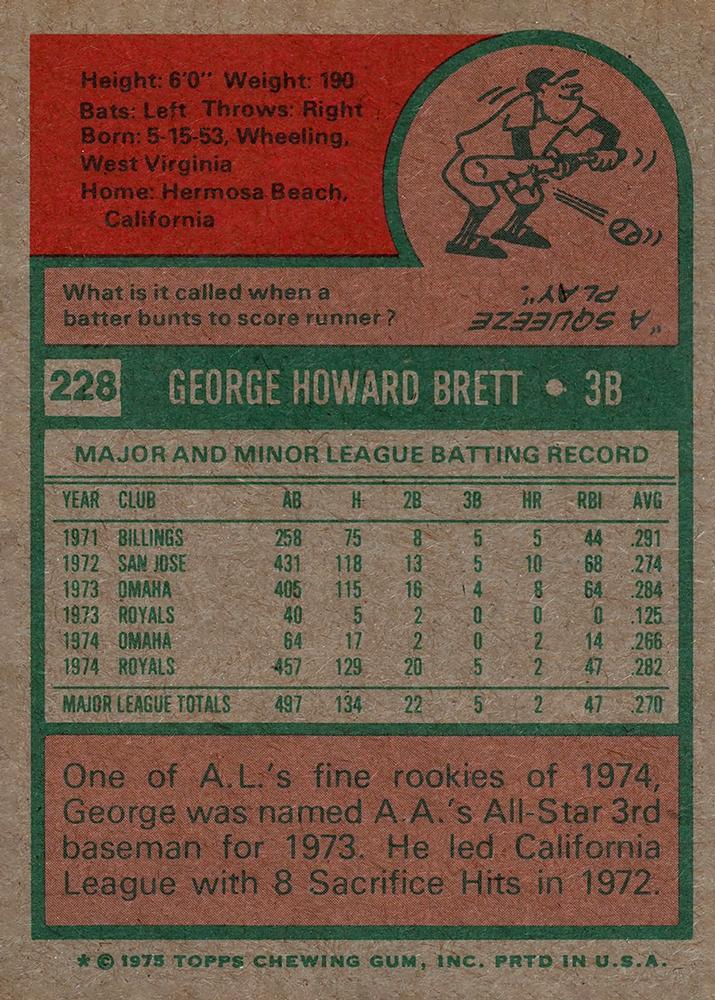 Height: 6'0" Weight: 190
Bats: Left Throws: Right
Born: 5-15-53, Wheeling,
West Virginia
Home: Hermosa Beach,
California
What is it called when a
batter bunts to score runner?
"A SQUEEZE
PLAY".
228 GEORGE HOWARD BRETT • 3B
MAJOR AND MINOR LEAGUE BATTING RECORD
YEAR CLUB AB H 2B 3B HR RBI AVG
1971 BILLINGS 258 75 8 5 5 44 .291
1972 SAN JOSE 431 118 13 5 10 68 .274
1973 OMAHA 405 115 16 4 8 64 .284
1973 ROYALS 40 5 2 0 0 0 .125
1974 OMAHA 64 17 2 0 2 14 .266
1974 ROYALS 457 129 20 5 2 47 .282
MAJOR LEAGUE TOTALS 497 134 22 5 2 47 .270
One of A.L.'s fine rookies of 1974,
George was named A.A.'s All-Star 3rd
baseman for 1973. He led California
League with 8 Sacrifice Hits in 1972.
* © 1975 TOPPS CHEWING GUM, INC. PRTD IN U.S.A.